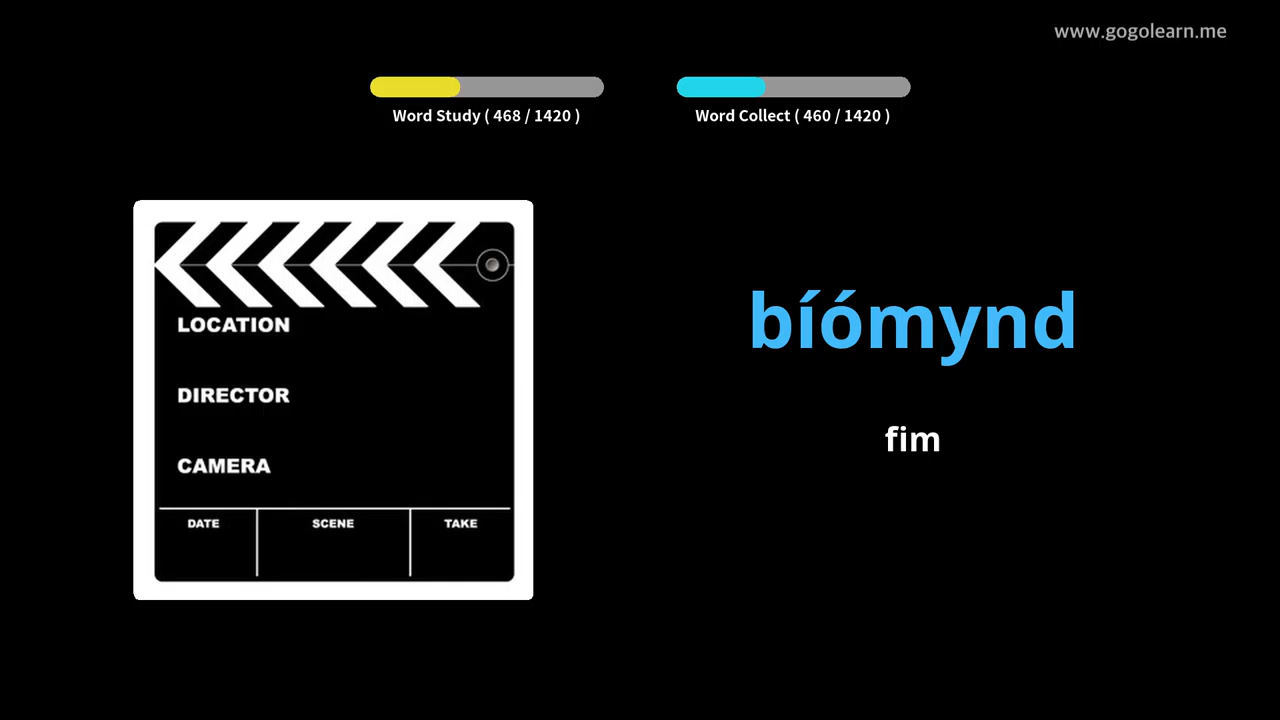 www.gogolearn.me
Word Study ( 468 / 1420 )
Word Collect ( 460 / 1420 )
LOCATION
DIRECTOR
CAMERA
DATE
SCENE
TAKE
bíómynd
fim